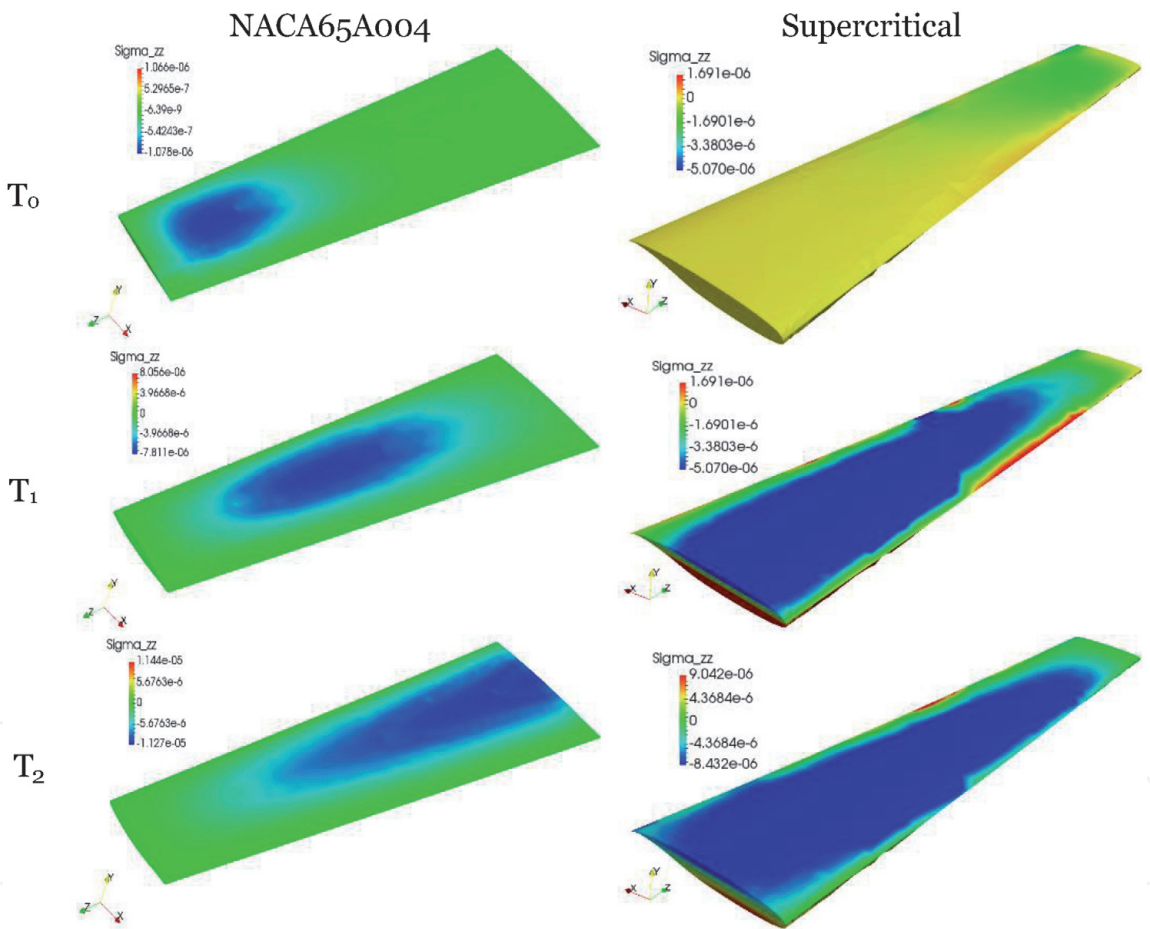 NACA65A004
Supercritical
T₀
Sigma_zz
1.066e-06
5.2965e-7
-6.39e-9
-5.4243e-7
-1.078e-06
Y
Z
X
Sigma_zz
1.691e-06
0
-1.6901e-6
-3.3803e-6
-5.070e-06
Y
X
Z
T₁
Sigma_zz
8.056e-06
3.9668e-6
0
-3.9668e-6
-7.811e-06
Y
Z
X
Sigma_zz
1.691e-06
0
-1.6901e-6
-3.3803e-6
-5.070e-06
Y
X
Z
T₂
Sigma_zz
1.144e-05
5.6763e-6
0
-5.6763e-6
-1.127e-05
Y
Z
X
Sigma_zz
9.042e-06
4.3684e-6
0
-4.3684e-6
-8.432e-06
Y
X
Z